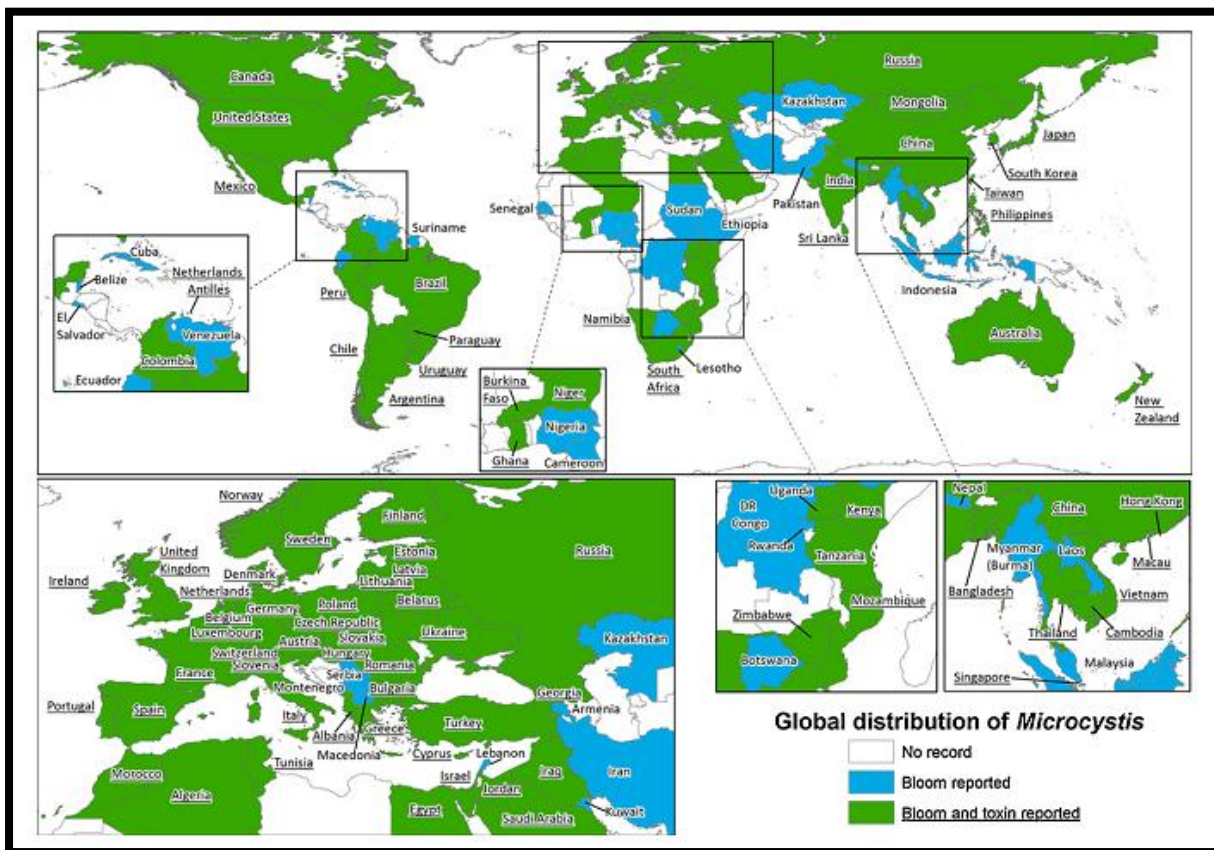 Canada
United States
Mexico
Russia
Kazakhstan
Mongolia
China
Japan
South Korea
India
Taiwan
Pakistan
Philippines
Sri Lanka
Senegal
Sudan
Ethiopia
Suriname
Indonesia
Peru
Brazil
Namibia
Paraguay
Chile
Uruguay
Argentina
South
Africa
Lesotho
Australia
New
Zealand
Cuba
Netherlands
Antilles
Belize
El
Salvador
Venezuela
Colombia
Ecuador
Burkina
Faso
Niger
Nigeria
Ghana
Cameroon
Norway
Finland
Sweden
Russia
Estonia
Latvia
Lithuania
United
Kingdom
Ireland
Denmark
Netherlands
Belarus
Poland
Germany
Belgium
Czech Republic
Luxembourg
Slovakia
Ukraine
Austria
Kazakhstan
Switzerland
Hungary
Slovenia
Romania
France
Serbia
Montenegro
Bulgaria
Georgia
Armenia
Portugal
Spain
Italy
Albania
Greece
Turkey
Macedonia
Cyprus
Lebanon
Tunisia
Israel
Iraq
Iran
Morocco
Jordan
Algeria
Egypt
Kuwait
Saudi Arabia
Uganda
DR
Congo
Kenya
Rwanda
Tanzania
Mozambique
Zimbabwe
Botswana
Nepal
China
Hong Kong
Myanmar
(Burma)
Laos
Macau
Bangladesh
Vietnam
Thailand
Cambodia
Malaysia
Singapore
Global distribution of Microcystis
No record
Bloom reported
Bloom and toxin reported